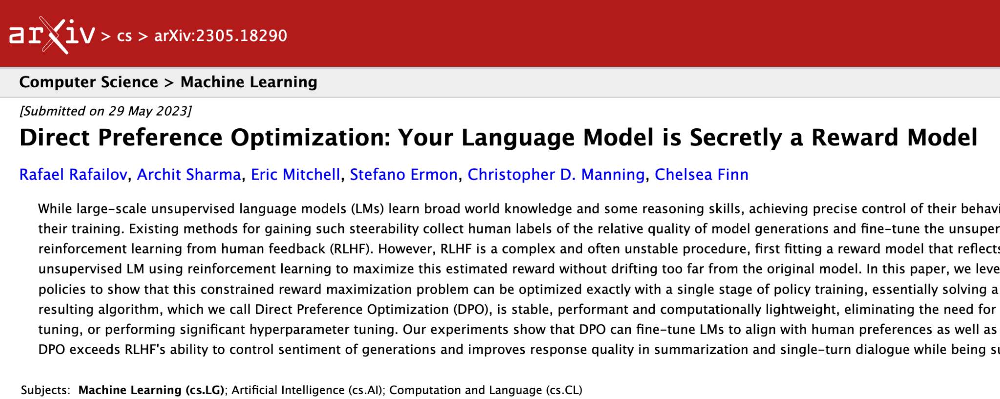 arXiv > cs > arXiv:2305.18290
Computer Science > Machine Learning
[Submitted on 29 May 2023]
Direct Preference Optimization: Your Language Model is Secretly a Reward Model
Rafael Rafailov, Archit Sharma, Eric Mitchell, Stefano Ermon, Christopher D. Manning, Chelsea Finn
While large-scale unsupervised language models (LMs) learn broad world knowledge and some reasoning skills, achieving precise control of their behavi
their training. Existing methods for gaining such steerability collect human labels of the relative quality of model generations and fine-tune the unsuper
reinforcement learning from human feedback (RLHF). However, RLHF is a complex and often unstable procedure, first fitting a reward model that reflects
unsupervised LM using reinforcement learning to maximize this estimated reward without drifting too far from the original model. In this paper, we leve
policies to show that this constrained reward maximization problem can be optimized exactly with a single stage of policy training, essentially solving a
resulting algorithm, which we call Direct Preference Optimization (DPO), is stable, performant and computationally lightweight, eliminating the need for
tuning, or performing significant hyperparameter tuning. Our experiments show that DPO can fine-tune LMs to align with human preferences as well as
DPO exceeds RLHF's ability to control sentiment of generations and improves response quality in summarization and single-turn dialogue while being su
Subjects: Machine Learning (cs.LG); Artificial Intelligence (cs.AI); Computation and Language (cs.CL)